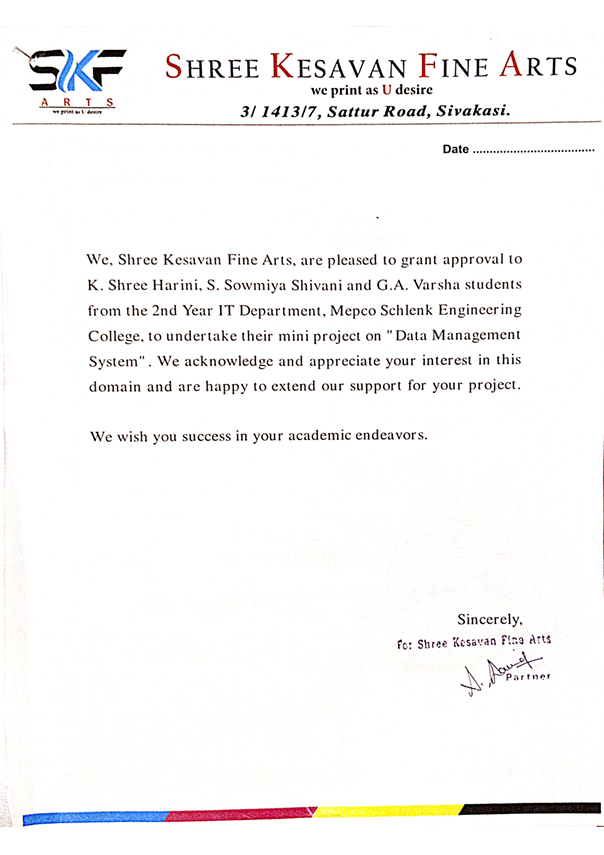 SKF
ARTS
we print as U desire
SHREE KESAVAN FINE ARTS
we print as U desire
3/ 1413/7, Sattur Road, Sivakasi.
Date ....................................
We, Shree Kesavan Fine Arts, are pleased to grant approval to
K. Shree Harini, S. Sowmiya Shivani and G.A. Varsha students
from the 2nd Year IT Department, Mepco Schlenk Engineering
College, to undertake their mini project on "Data Management
System". We acknowledge and appreciate your interest in this
domain and are happy to extend our support for your project.
We wish you success in your academic endeavors.
Sincerely,
for Shree Kesavan Fine Arts
Partner